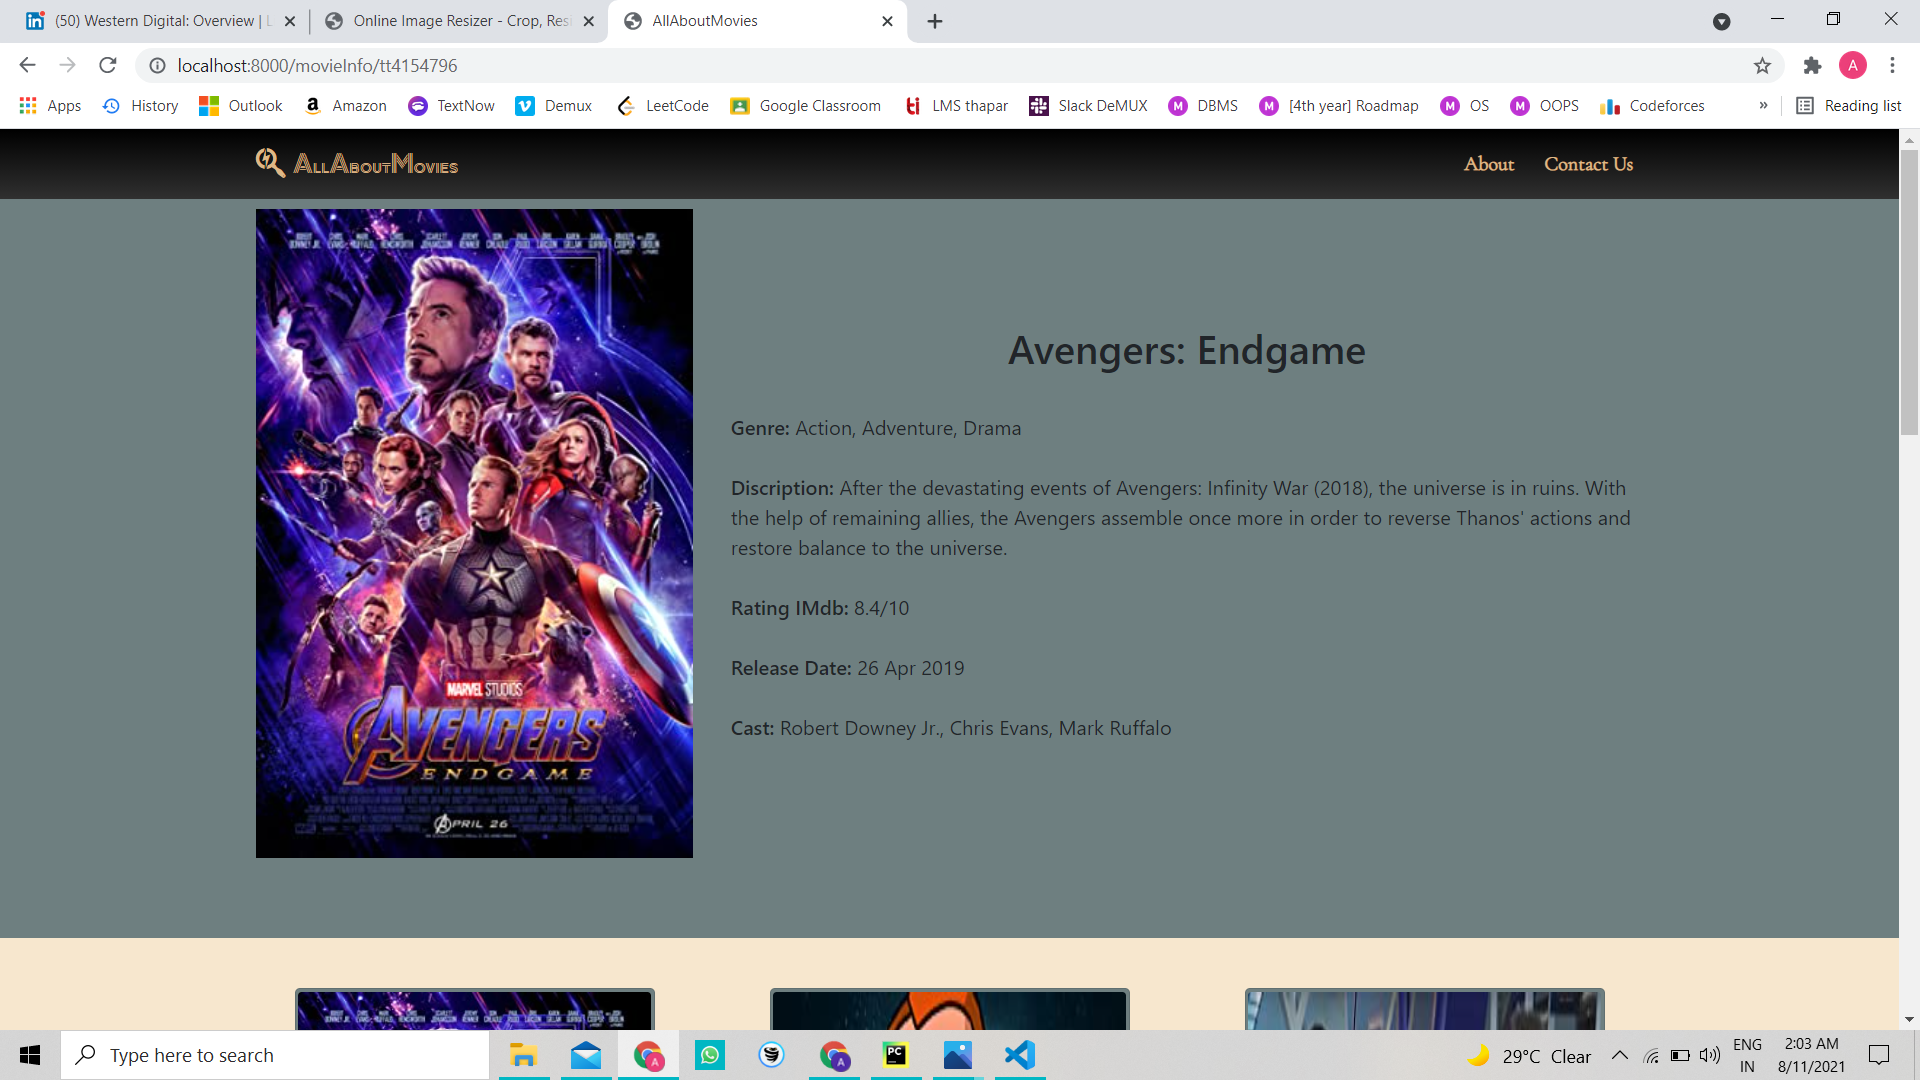 (50) Western Digital: Overview | L
Online Image Resizer - Crop, Resi
AllAboutMovies
localhost:8000/movieInfo/tt4154796
A
Apps
History
Outlook
Amazon
TextNow
Demux
LeetCode
Google Classroom
LMS thapar
Slack DeMUX
DBMS
[4th year] Roadmap
OS
OOPS
Codeforces
»
Reading list
AllAboutMovies
About
Contact Us
MARVEL STUDIOS
AVENGERS
ENDGAME
APRIL 26
Avengers: Endgame
Genre: Action, Adventure, Drama
Discription: After the devastating events of Avengers: Infinity War (2018), the universe is in ruins. With
the help of remaining allies, the Avengers assemble once more in order to reverse Thanos' actions and
restore balance to the universe.
Rating IMdb: 8.4/10
Release Date: 26 Apr 2019
Cast: Robert Downey Jr., Chris Evans, Mark Ruffalo
Type here to search
29°C Clear
ENG
IN
2:03 AM
8/11/2021